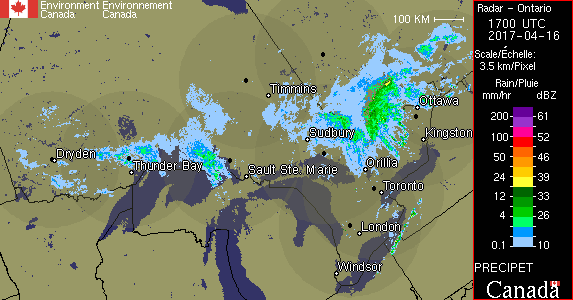 Environment Environnement
Canada Canada
100 KM
Timmins
Ottawa
Sudbury
Kingston
Dryden
Thunder Bay
Sault Ste. Marie
Orillia
Toronto
London
Windsor
Radar - Ontario
1700 UTC
2017-04-16
Scale/Échelle:
3.5 km/Pixel
Rain/Pluie
mm/hr dBZ
200 61
100 52
50 46
24 39
12 33
4 26
0.1 10
PRECIPET
Canada